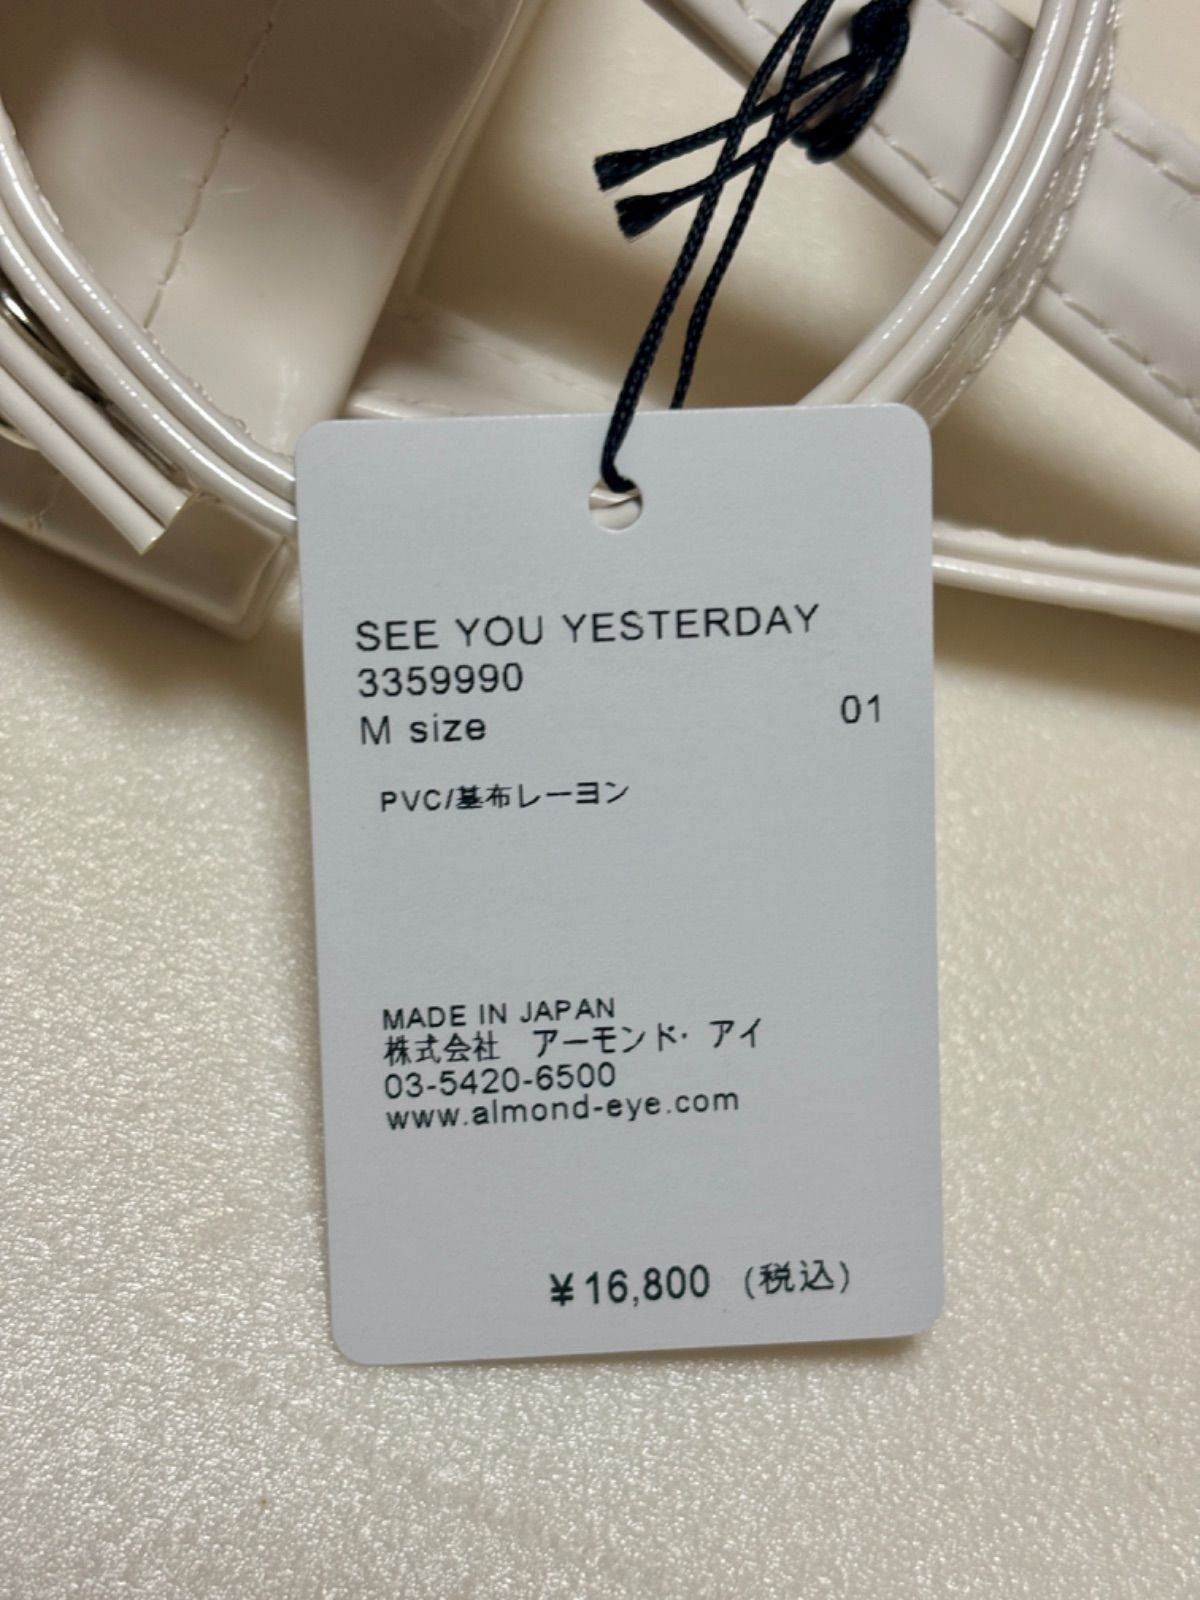 SEE YOU YESTERDAY
3359990
M size 01
PVC/基布レーヨン
MADE IN JAPAN
株式会社 アーモンド・アイ
03-5420-6500
www.almond-eye.com
¥16,800 (税込)